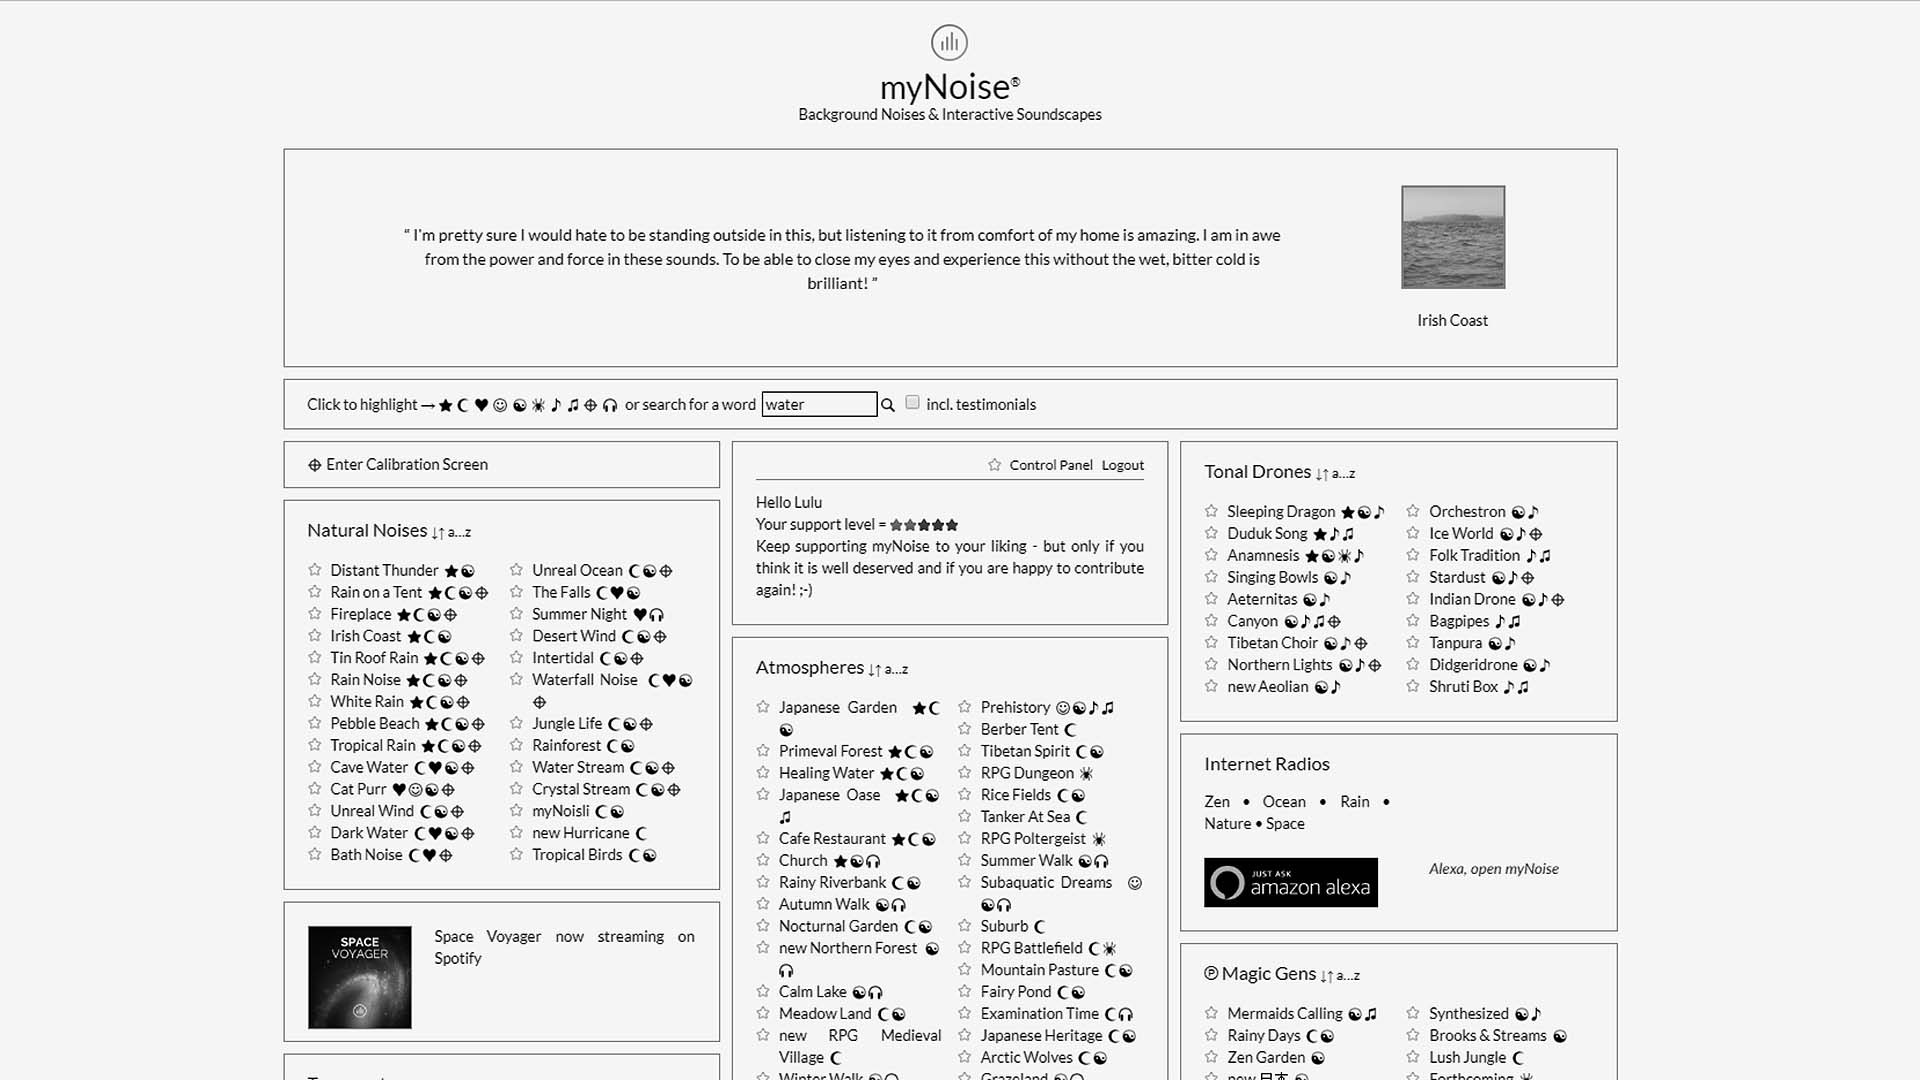 myNoise®
Background Noises & Interactive Soundscapes
“ I'm pretty sure I would hate to be standing outside in this, but listening to it from comfort of my home is amazing. I am in awe
from the power and force in these sounds. To be able to close my eyes and experience this without the wet, bitter cold is
brilliant! ”
Irish Coast
Click to highlight → ★ ☾ ♥ ☺ ☯ 🕷 ♪ ♫ ⌖ 🎧 or search for a word water incl. testimonials
⌖ Enter Calibration Screen
Natural Noises ↓↑ a...z
Distant Thunder
Rain on a Tent
Fireplace
Irish Coast
Tin Roof Rain
Rain Noise
White Rain
Pebble Beach
Tropical Rain
Cave Water
Cat Purr
Unreal Wind
Dark Water
Bath Noise
Unreal Ocean
The Falls
Summer Night
Desert Wind
Intertidal
Waterfall Noise
Jungle Life
Rainforest
Water Stream
Crystal Stream
myNoisli
new Hurricane
Tropical Birds
SPACE
VOYAGER
Space Voyager now streaming on
Spotify
Control Panel Logout
Hello Lulu
Your support level = ★★★★★
Keep supporting myNoise to your liking - but only if you
think it is well deserved and if you are happy to contribute
again! ;-)
Atmospheres ↓↑ a...z
Japanese Garden
Primeval Forest
Healing Water
Japanese Oase
Cafe Restaurant
Church
Rainy Riverbank
Autumn Walk
Nocturnal Garden
new Northern Forest
Calm Lake
Meadow Land
new RPG Medieval
Village
Winter Walk
Prehistory
Berber Tent
Tibetan Spirit
RPG Dungeon
Rice Fields
Tanker At Sea
RPG Poltergeist
Summer Walk
Subaquatic Dreams
Suburb
RPG Battlefield
Mountain Pasture
Fairy Pond
Examination Time
Japanese Heritage
Arctic Wolves
Grazeland
Tonal Drones ↓↑ a...z
Sleeping Dragon
Duduk Song
Anamnesis
Singing Bowls
Aeternitas
Canyon
Tibetan Choir
Northern Lights
new Aeolian
Orchestron
Ice World
Folk Tradition
Stardust
Indian Drone
Bagpipes
Tanpura
Didgeridrone
Shruti Box
Internet Radios
Zen • Ocean • Rain •
Nature • Space
JUST ASK
amazon alexa
Alexa, open myNoise
Ⓟ Magic Gens ↓↑ a...z
Mermaids Calling
Rainy Days
Zen Garden
new 日本
Synthesized
Brooks & Streams
Lush Jungle
Forthcoming